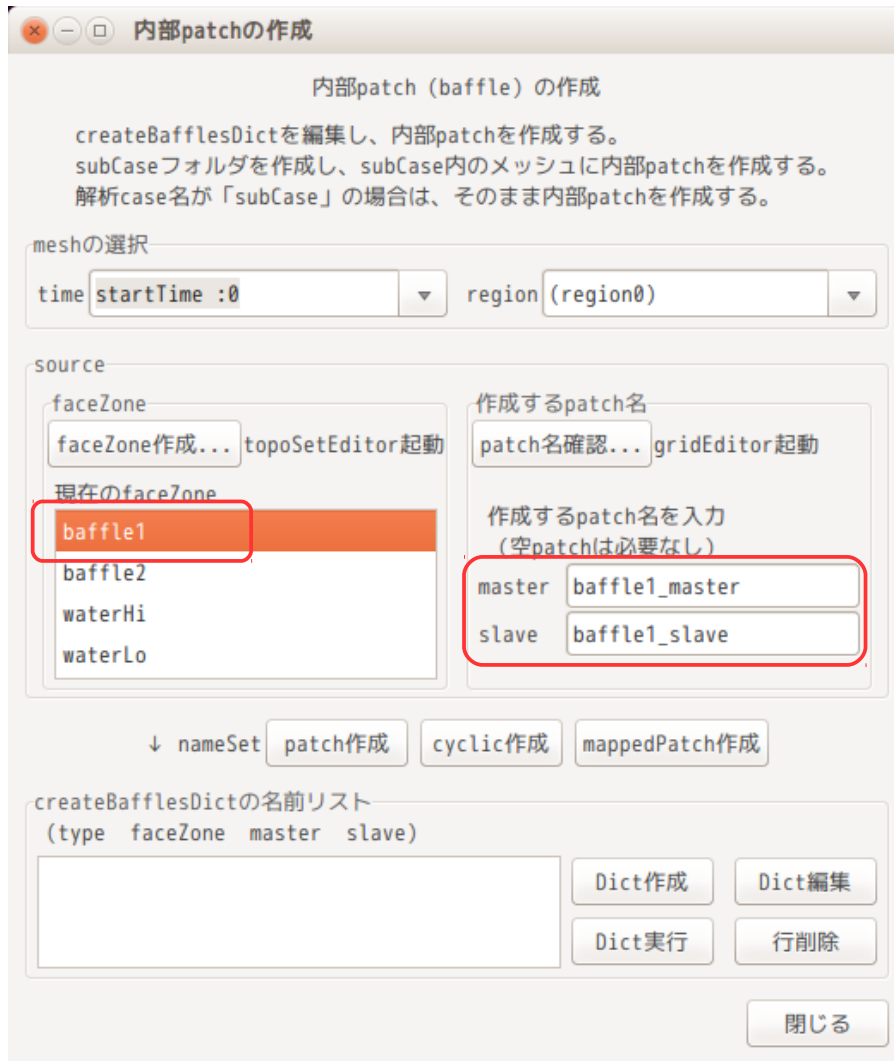 内部patchの作成
内部patch (baffle) の作成
createBafflesDictを編集し、内部patchを作成する。
subCaseフォルダを作成し、subCase内のメッシュに内部patchを作成する。
解析case名が「subCase」の場合は、そのまま内部patchを作成する。
meshの選択
time startTime :0 region (region0)
source
faceZone
faceZone作成... topoSetEditor起動
現在のfaceZone
baffle1
baffle2
waterHi
waterLo
作成するpatch名
patch名確認... gridEditor起動
作成するpatch名を入力
(空patchは必要なし)
master baffle1_master
slave baffle1_slave
↓ nameSet patch作成 cyclic作成 mappedPatch作成
createBafflesDictの名前リスト
(type faceZone master slave)
Dict作成 Dict編集
Dict実行 行削除
閉じる